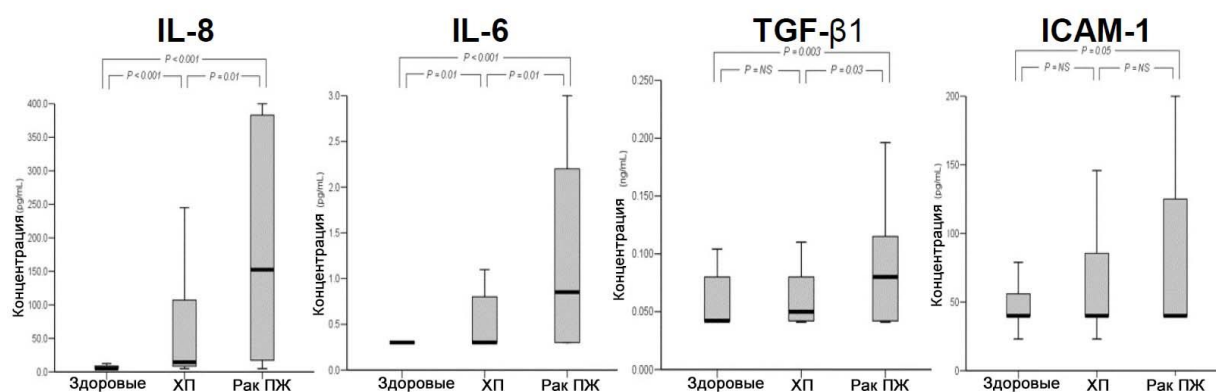 IL-8
P < 0.001
P < 0.001
P = 0.01
Концентрация (pg/mL)
400.0
350.0
300.0
250.0
200.0
150.0
100.0
50.0
0.0
Здоровые
ХП
Рак ПЖ
IL-6
P < 0.001
P = 0.01
P = 0.01
Концентрация (pg/mL)
3.0
2.5
2.0
1.5
1.0
0.5
0.0
Здоровые
ХП
Рак ПЖ
TGF-β1
P = 0.003
P = NS
P = 0.03
Концентрация (ng/mL)
0.250
0.200
0.150
0.100
0.050
0.000
Здоровые
ХП
Рак ПЖ
ICAM-1
P = 0.05
P = NS
P = NS
Концентрация (pg/mL)
200
150
100
50
0
Здоровые
ХП
Рак ПЖ